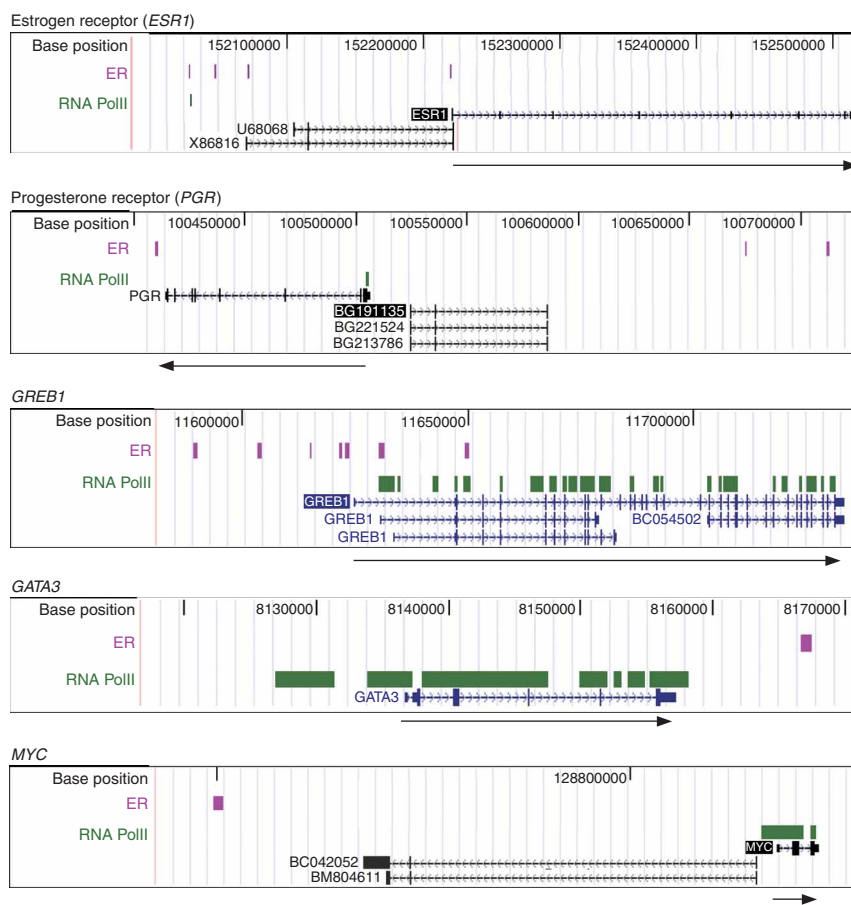 Estrogen receptor (ESR1)
Base position 152100000 152200000 152300000 152400000 152500000
ER
RNA PolII
ESR1
U68068
X86816
Progesterone receptor (PGR)
Base position 100450000 100500000 100550000 100600000 100650000 100700000
ER
RNA PolII
PGR
BG191135
BG221524
BG213786
GREB1
Base position 11600000 11650000 11700000
ER
RNA PolII
GREB1
GREB1 BC054502
GREB1
GATA3
Base position 8130000 8140000 8150000 8160000 8170000
ER
RNA PolII
GATA3
MYC
Base position 128800000
ER
RNA PolII
MYC
BC042052
BM804611